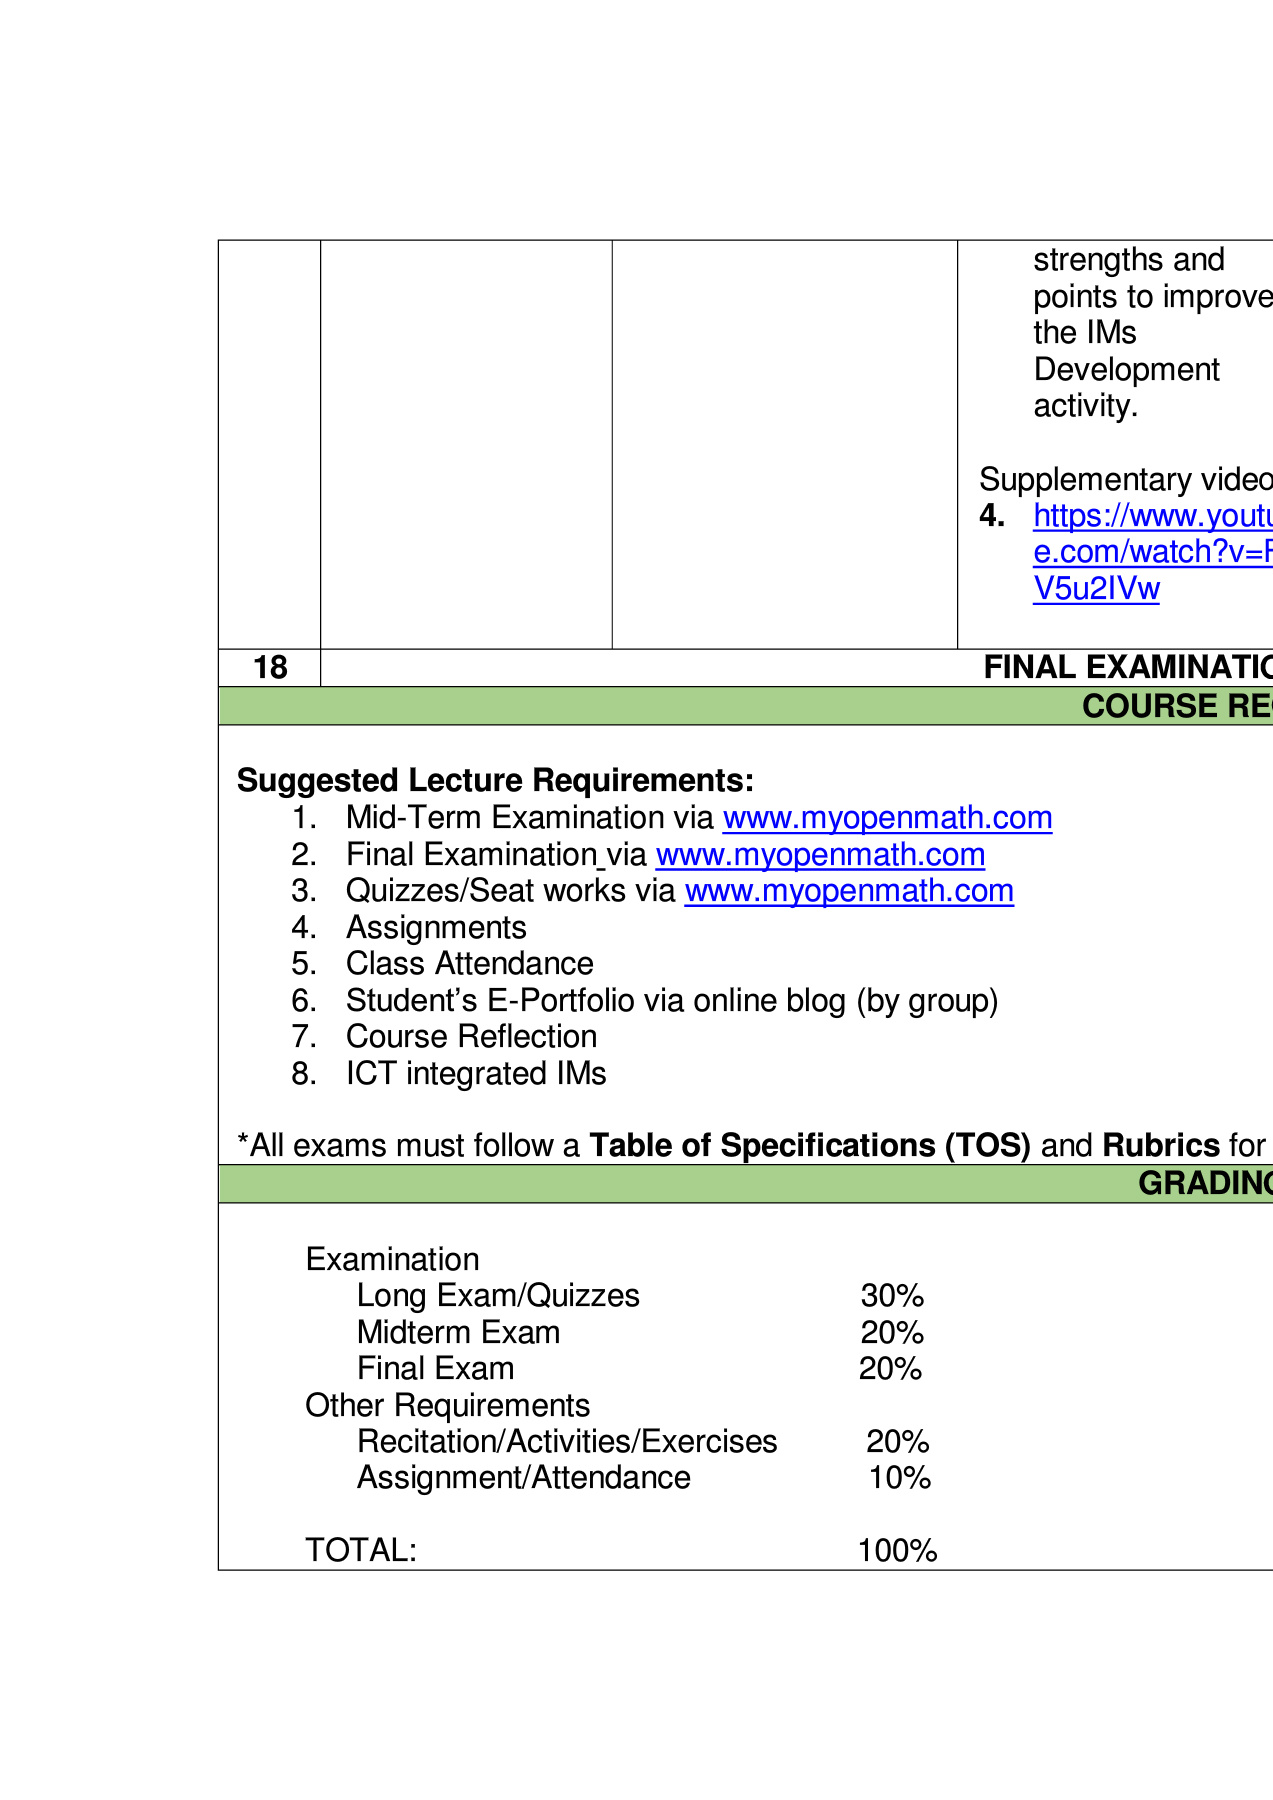 strengths and
points to improve
the IMs
Development
activity.
Supplementary video
4. https://www.yout
e.com/watch?v=
V5u2IVw
18 FINAL EXAMINATIO
COURSE RE
Suggested Lecture Requirements:
1. Mid-Term Examination via www.myopenmath.com
2. Final Examination via www.myopenmath.com
3. Quizzes/Seat works via www.myopenmath.com
4. Assignments
5. Class Attendance
6. Student’s E-Portfolio via online blog (by group)
7. Course Reflection
8. ICT integrated IMs
*All exams must follow a Table of Specifications (TOS) and Rubrics for
GRADING
Examination
Long Exam/Quizzes 30%
Midterm Exam 20%
Final Exam 20%
Other Requirements
Recitation/Activities/Exercises 20%
Assignment/Attendance 10%
TOTAL: 100%